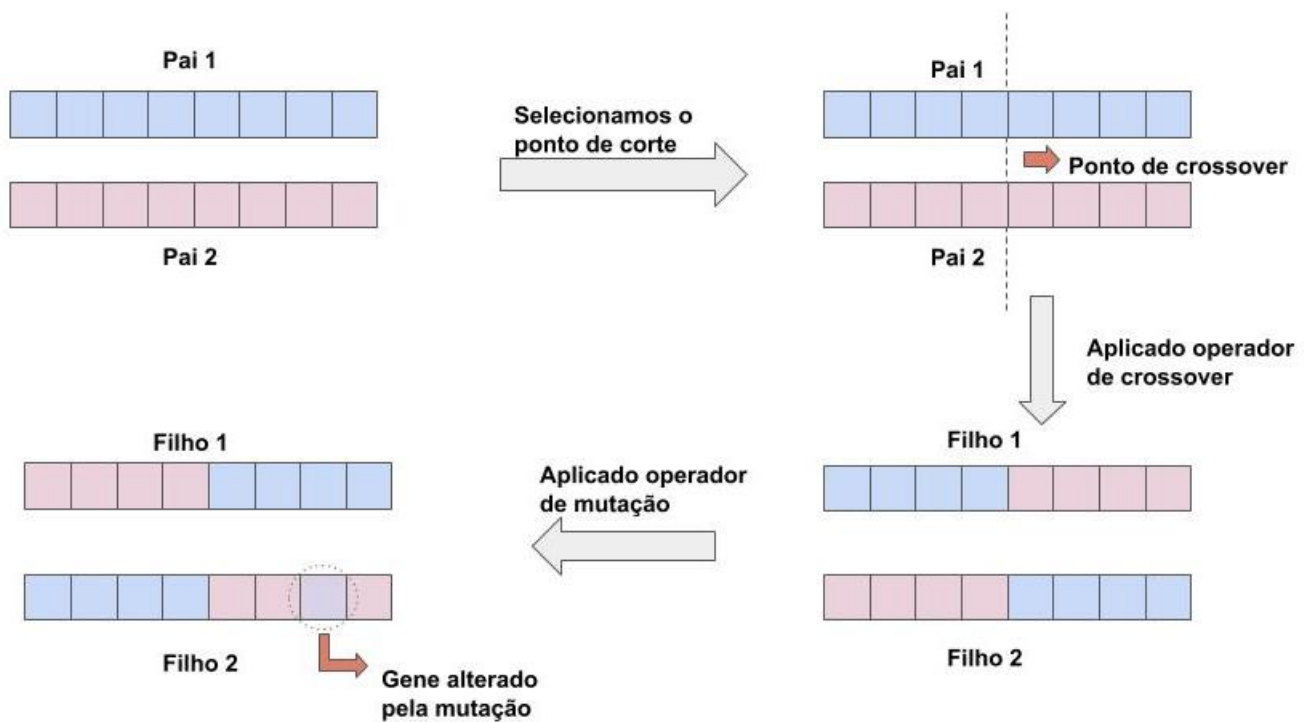 Pai 1
Pai 2
Selecionamos o
ponto de corte
Pai 1
Ponto de crossover
Pai 2
Aplicado operador
de crossover
Filho 1
Filho 2
Aplicado operador
de mutação
Filho 1
Filho 2
Gene alterado
pela mutação